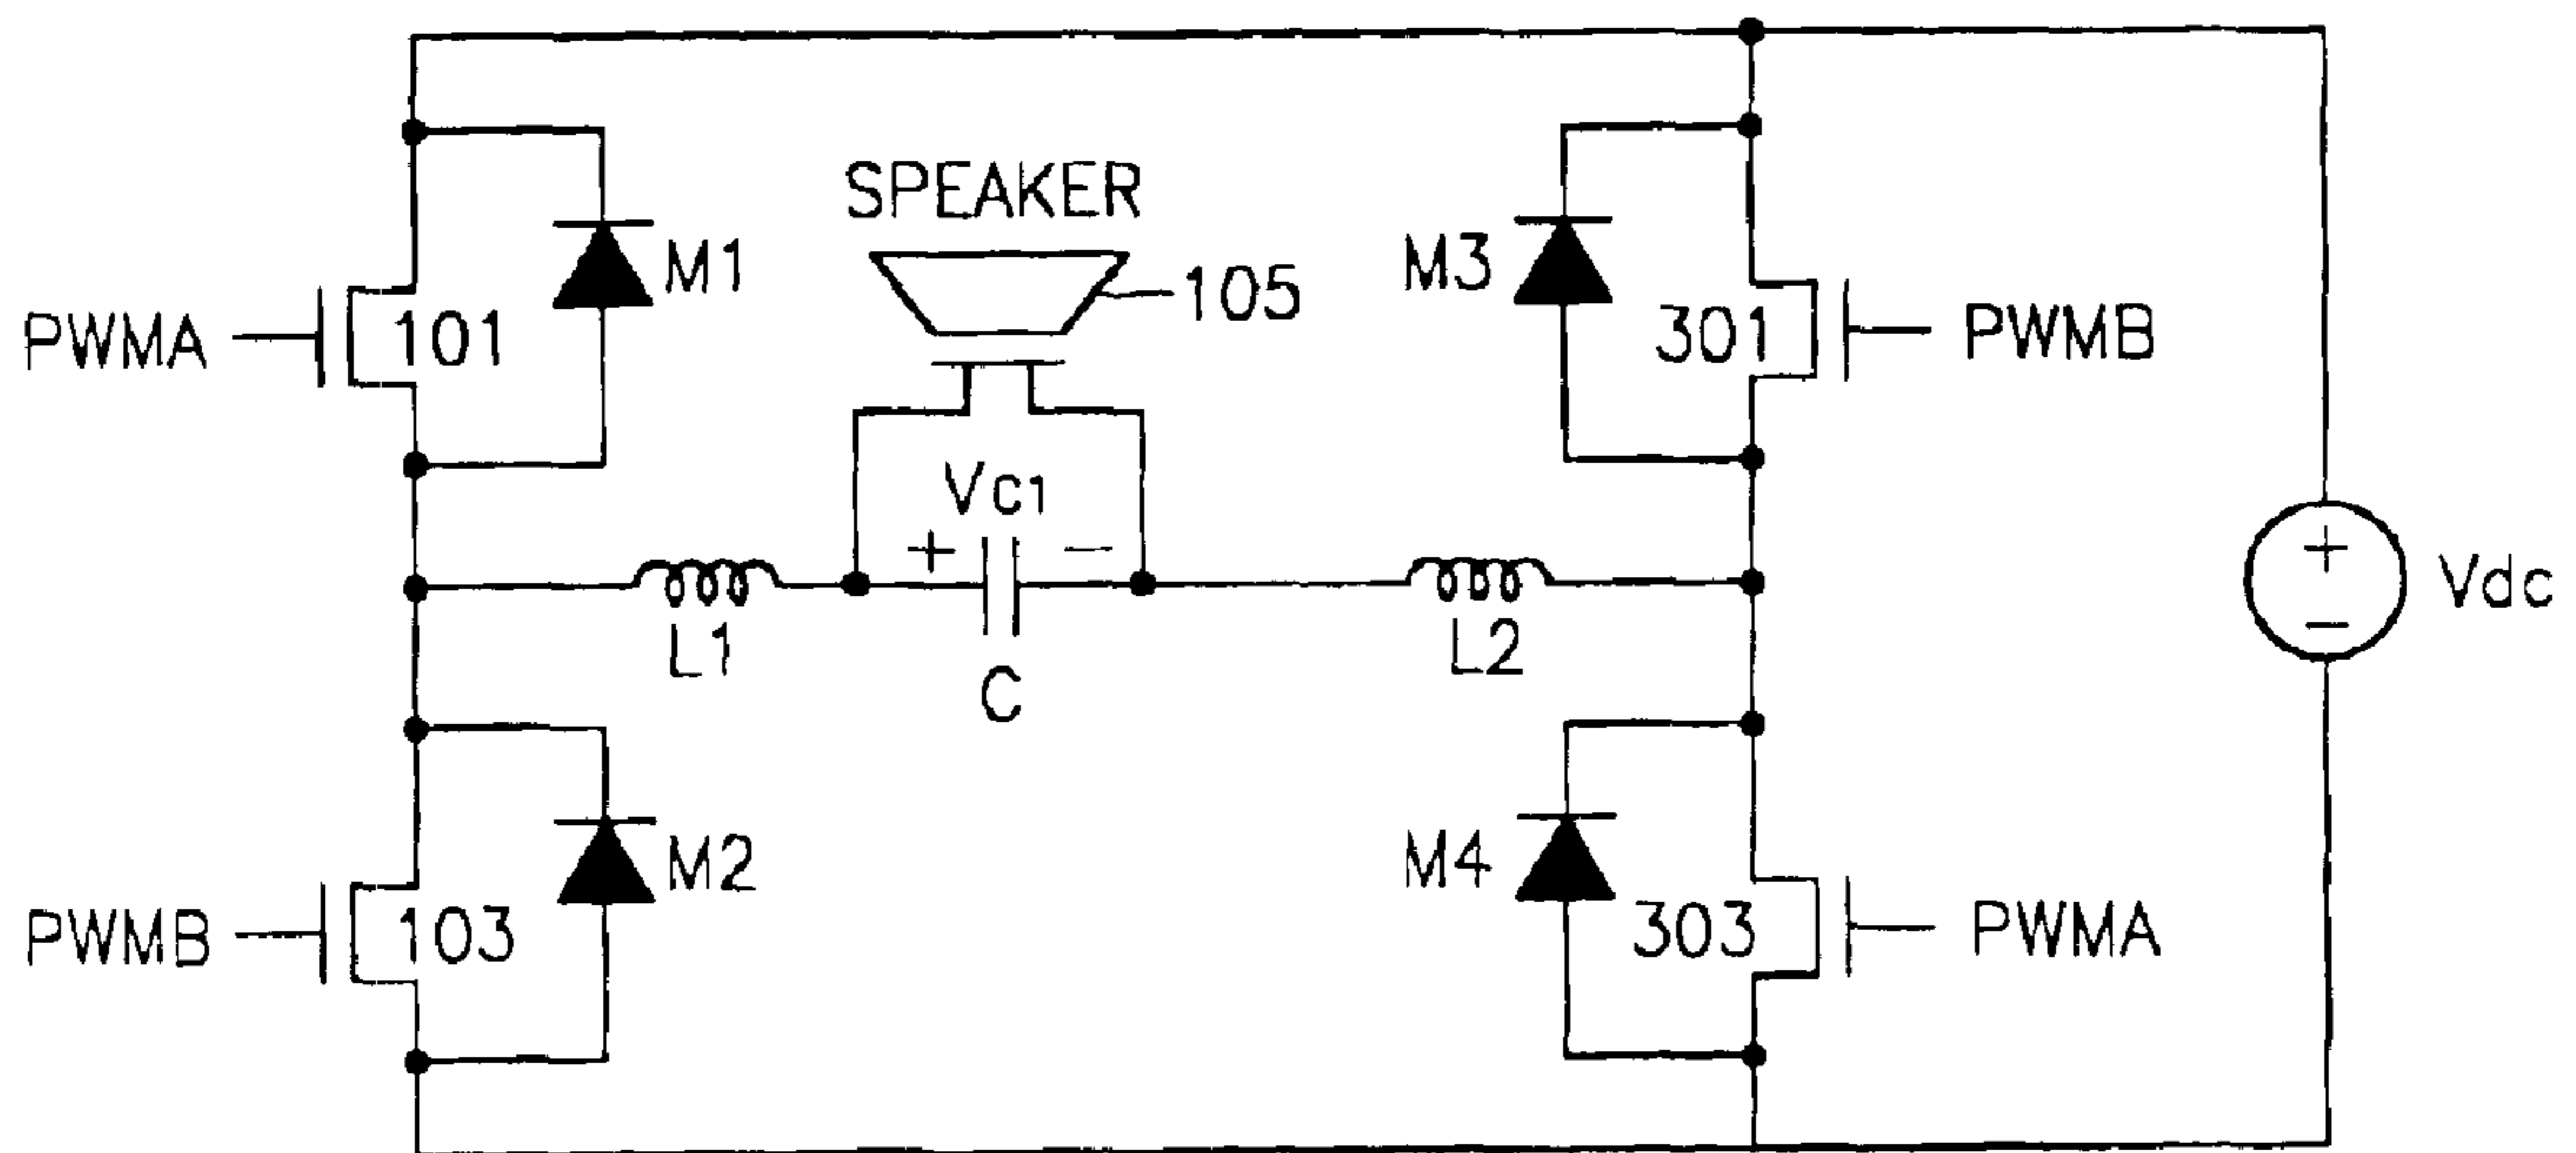 SPEAKER
105
M1
M3
PWMA
101
301
PWMB
Vc1
+
−
L1
C
L2
+
−
Vdc
M2
M4
PWMB
103
303
PWMA